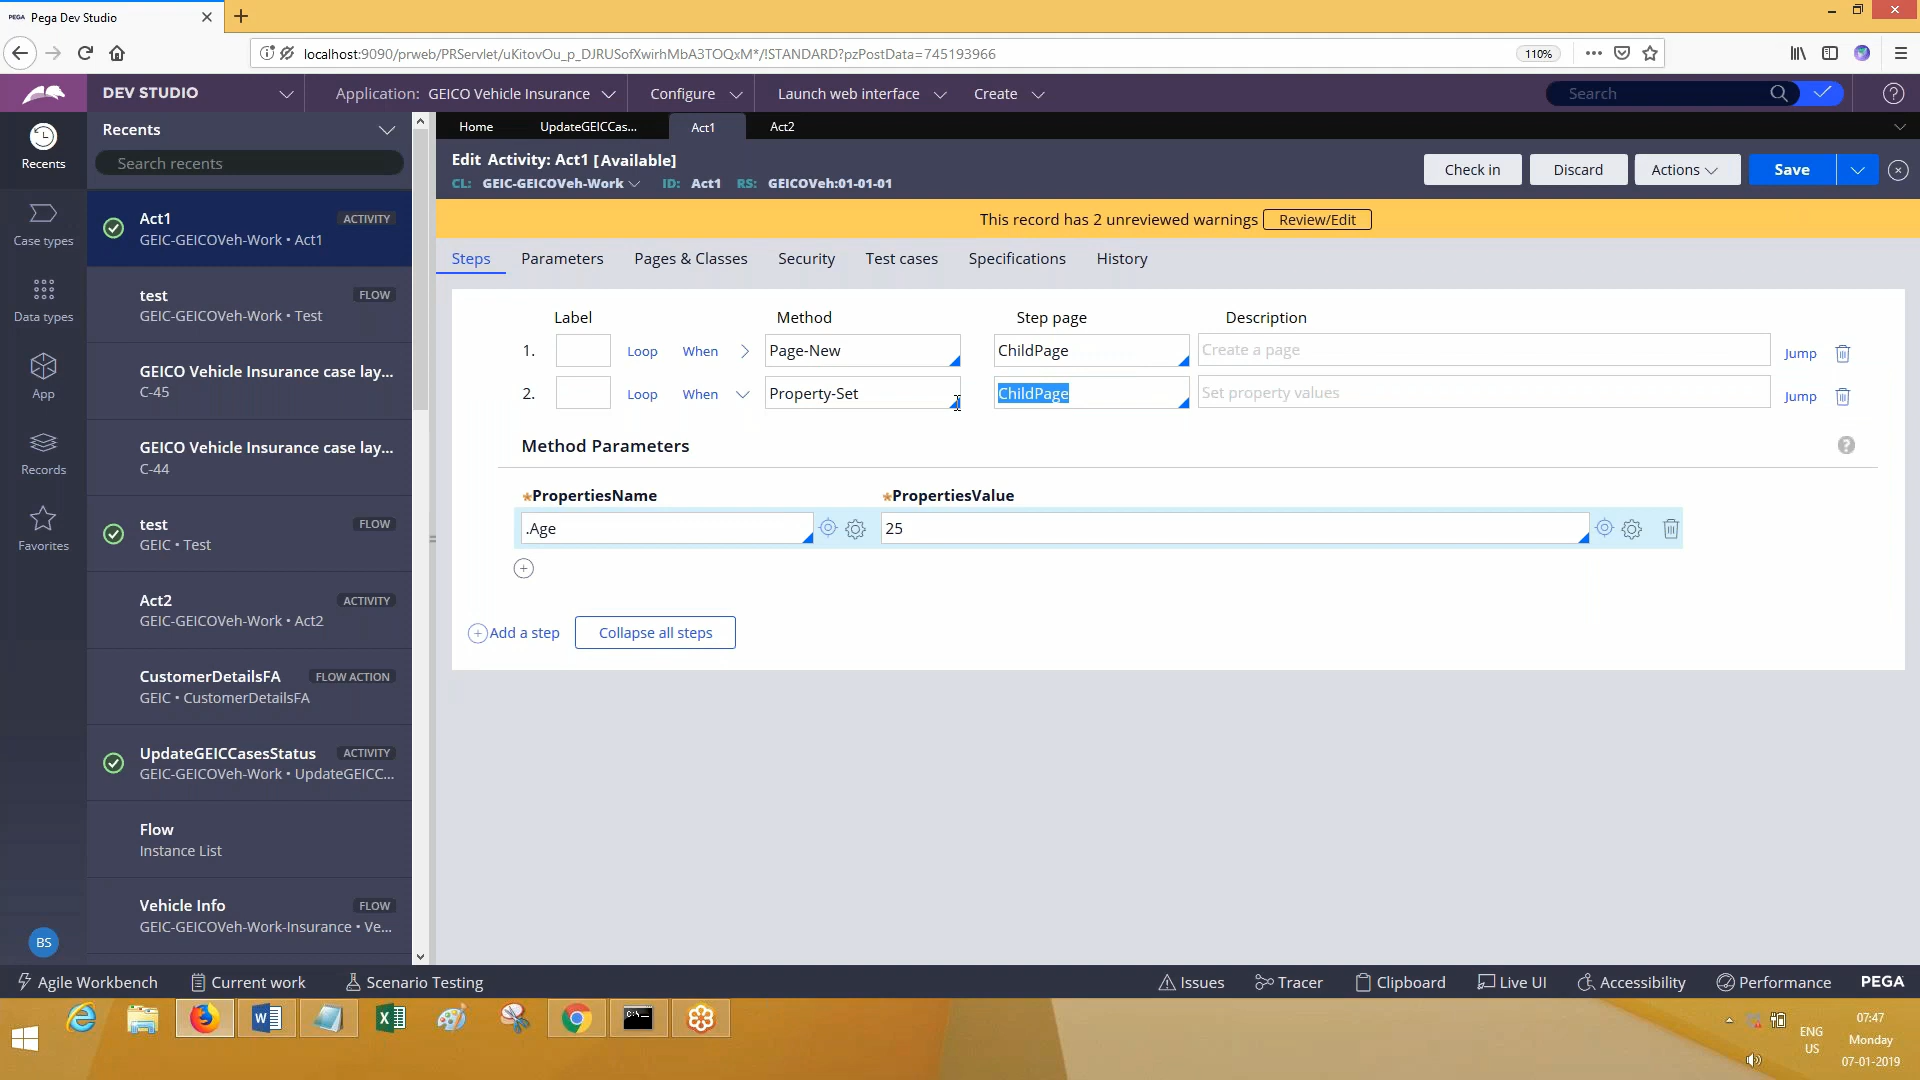 PEGA Pega Dev Studio
localhost:9090/prweb/PRServlet/uKitovOu_p_DJRUSofXwirhMbA3TOQxM*/!STANDARD?pzPostData=745193966
110%
DEV STUDIO
Application: GEICO Vehicle Insurance
Configure
Launch web interface
Create
Search
Recents
Case types
Data types
App
Records
Favorites
BS
Recents
Search recents
Act1 ACTIVITY
GEIC-GEICOVeh-Work • Act1
test FLOW
GEIC-GEICOVeh-Work • Test
GEICO Vehicle Insurance case lay...
C-45
GEICO Vehicle Insurance case lay...
C-44
test FLOW
GEIC • Test
Act2 ACTIVITY
GEIC-GEICOVeh-Work • Act2
CustomerDetailsFA FLOW ACTION
GEIC • CustomerDetailsFA
UpdateGEICCasesStatus ACTIVITY
GEIC-GEICOVeh-Work • UpdateGEICC...
Flow
Instance List
Vehicle Info FLOW
GEIC-GEICOVeh-Work-Insurance • Ve...
Home UpdateGEICCas... Act1 Act2
Edit Activity: Act1 [Available]
CL: GEIC-GEICOVeh-Work ID: Act1 RS: GEICOVeh:01-01-01
Check in Discard Actions Save
This record has 2 unreviewed warnings Review/Edit
Steps Parameters Pages & Classes Security Test cases Specifications History
Label Method Step page Description
1. Loop When Page-New ChildPage Create a page Jump
2. Loop When Property-Set ChildPage Set property values Jump
Method Parameters
*PropertiesName *PropertiesValue
.Age 25
Add a step Collapse all steps
Agile Workbench Current work Scenario Testing Issues Tracer Clipboard Live UI Accessibility Performance PEGA
C:\_
ENG
US
07:47
Monday
07-01-2019